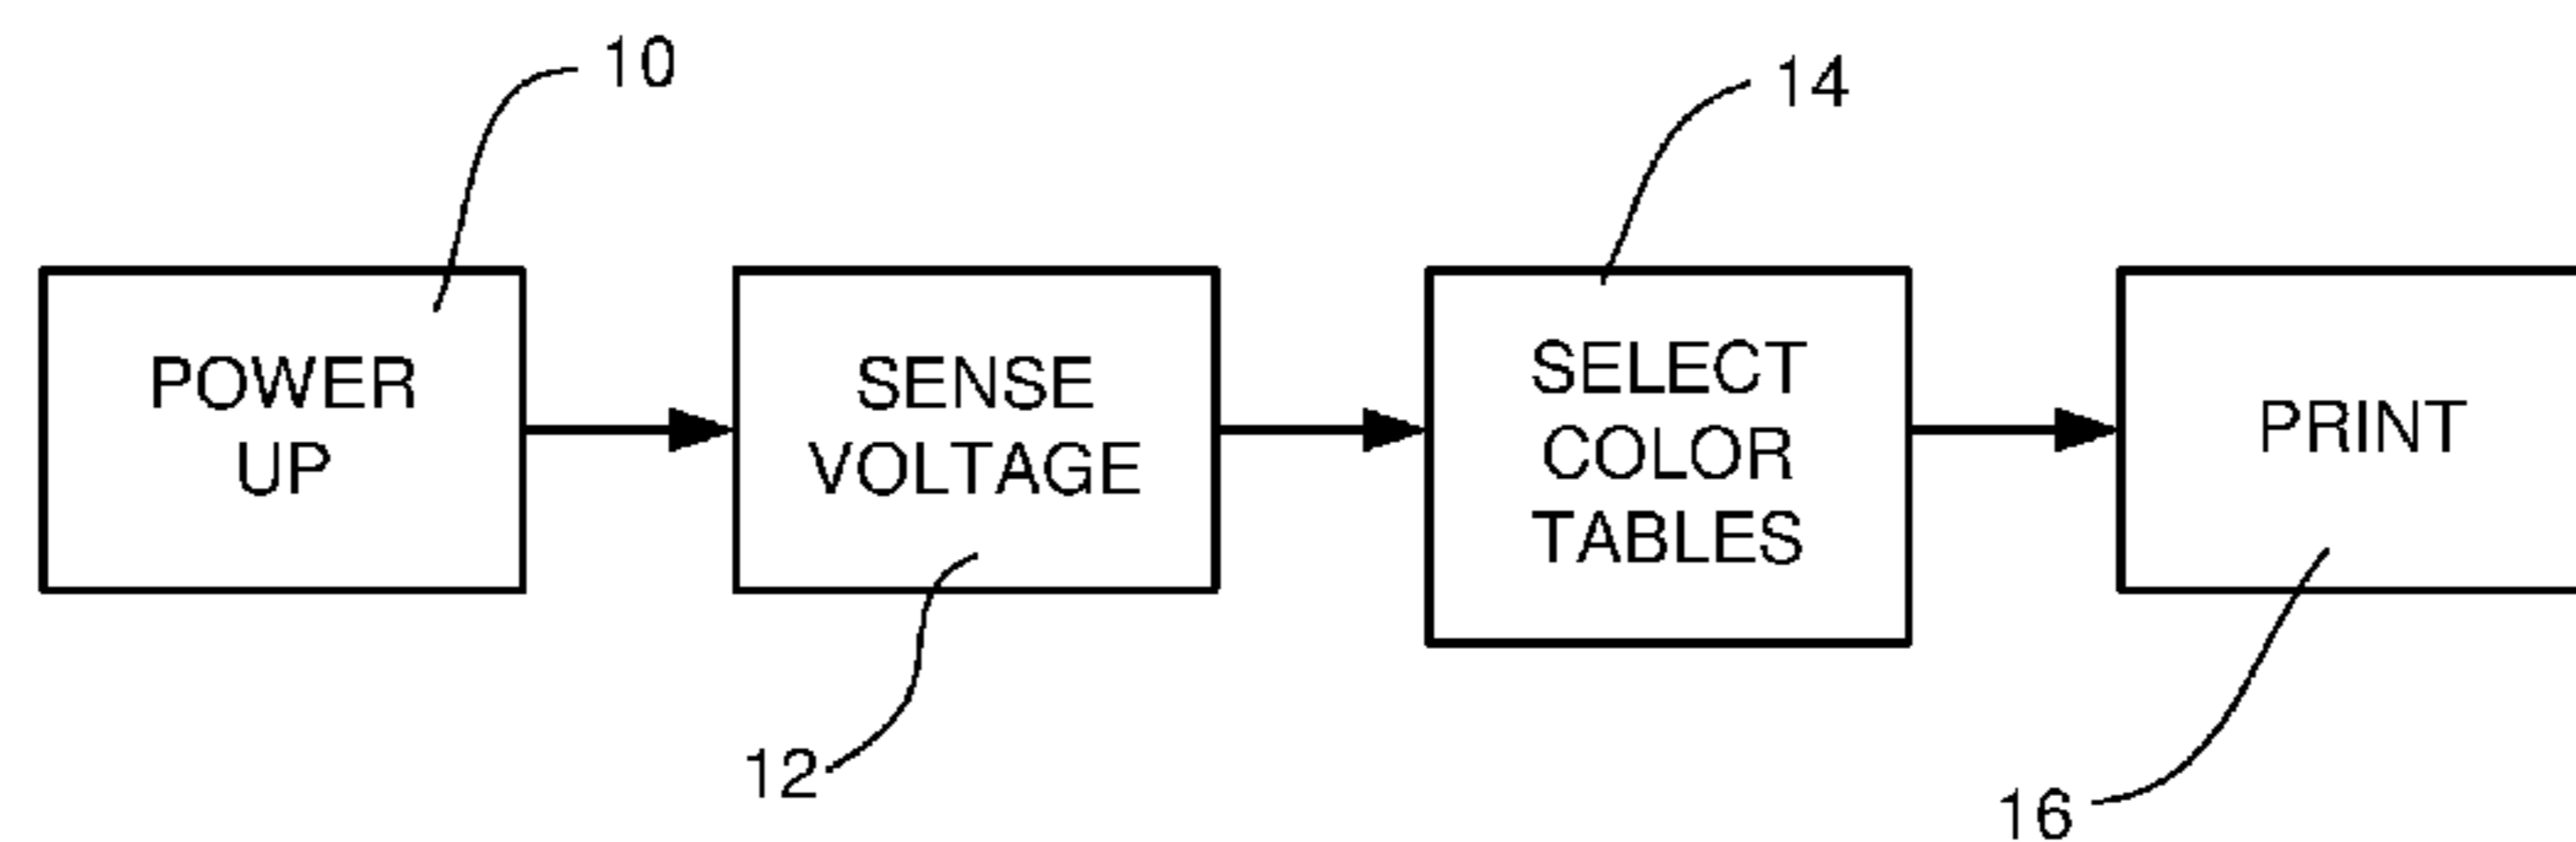 10
14
POWER
UP
SENSE
VOLTAGE
SELECT
COLOR
TABLES
PRINT
12
16